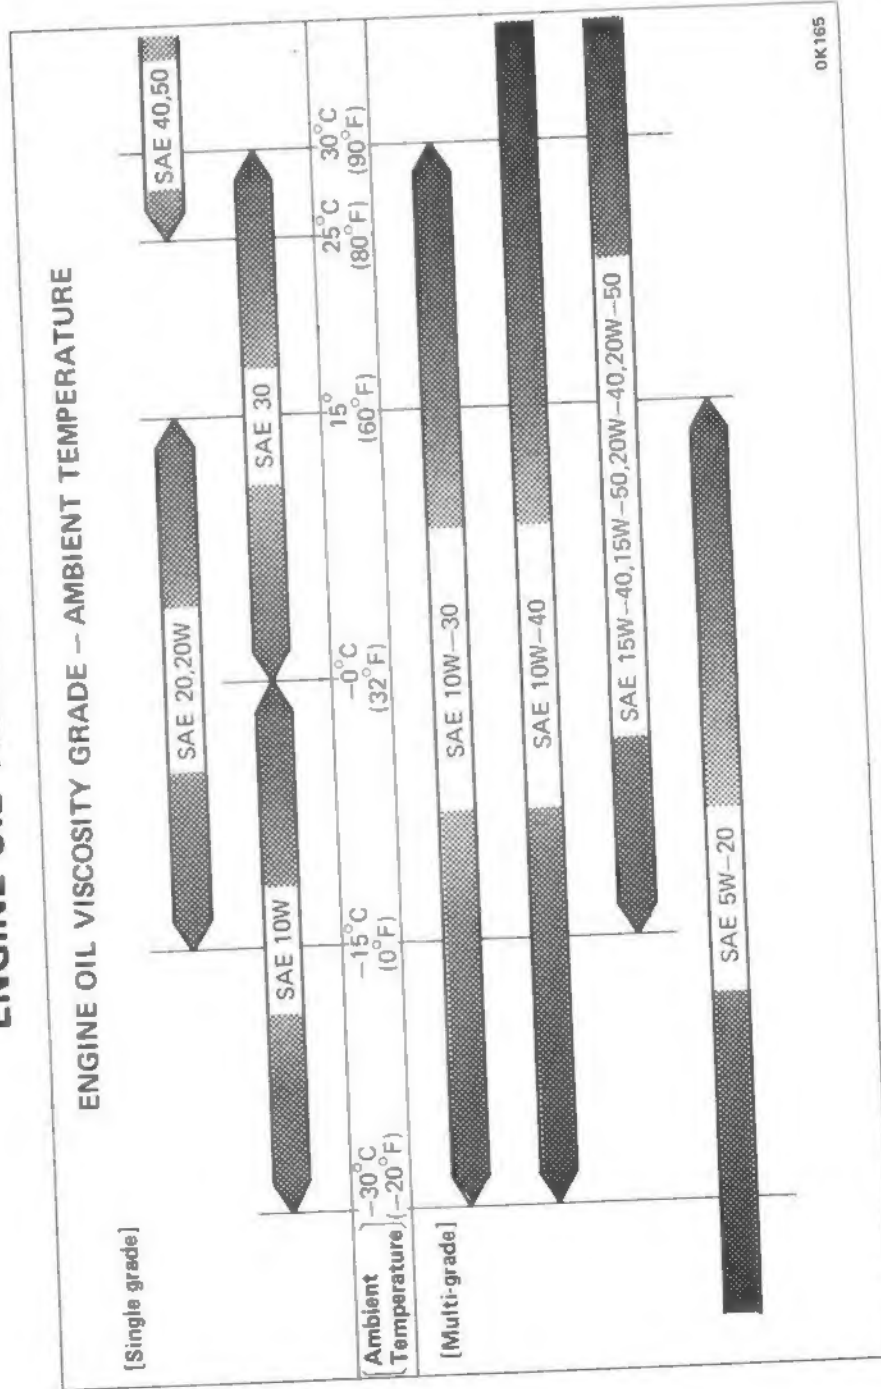 ENGINE OIL VISCOSITY GRADE – AMBIENT TEMPERATURE
[Single grade]
SAE 20,20W
SAE 40,50
SAE 10W
SAE 30
(Ambient Temperature)
–30°C
(–20°F)
–15°C
(0°F)
–0°C
(32°F)
15°
(60°F)
25°C
(80°F)
30°C
(90°F)
[Multi-grade]
SAE 10W–30
SAE 10W–40
SAE 15W–40,15W–50,20W–40,20W–50
SAE 5W–20
OK165